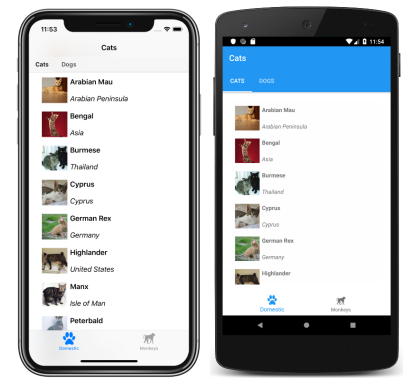 11:53
Cats
Cats Dogs
Arabian Mau
Arabian Peninsula
Bengal
Asia
Burmese
Thailand
Cyprus
Cyprus
German Rex
Germany
Highlander
United States
Manx
Isle of Man
Peterbald
Domestic Monkeys
11:54
Cats
CATS DOGS
Arabian Mau
Arabian Peninsula
Bengal
Asia
Burmese
Thailand
Cyprus
Cyprus
German Rex
Germany
Highlander
Domestic Monkeys